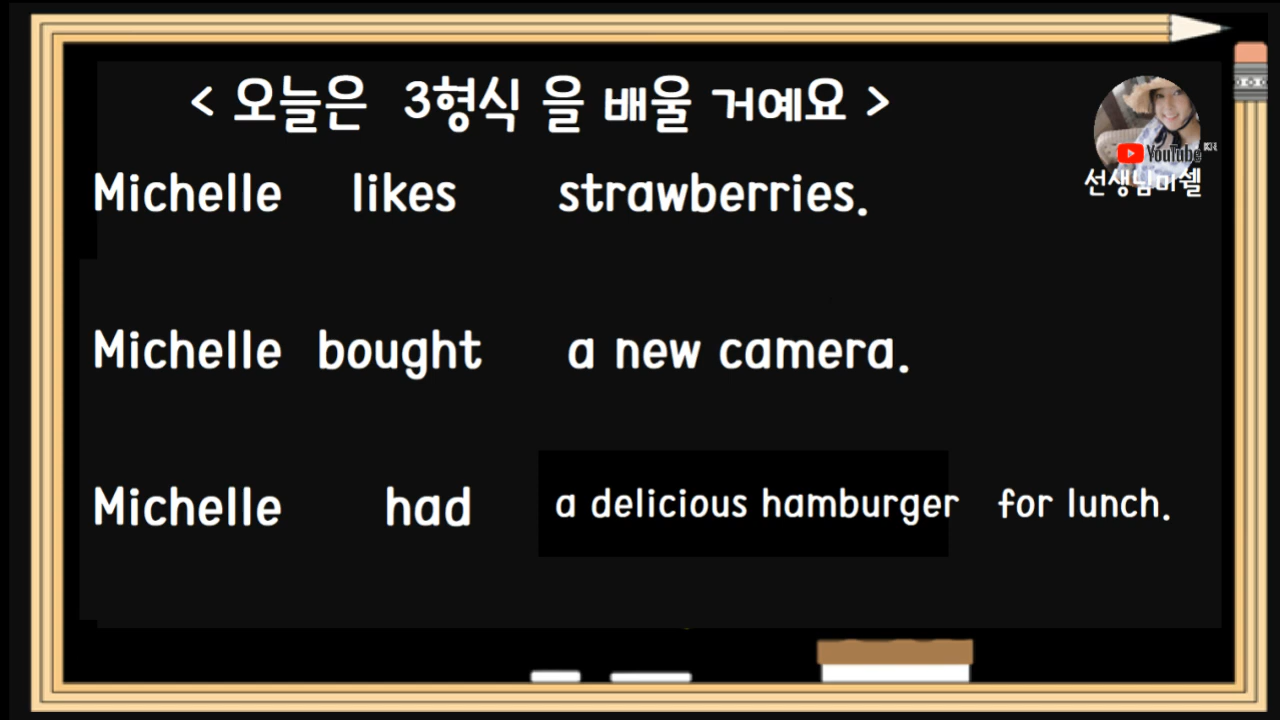 < 오늘은 3형식 을 배울 거예요 >
YouTube
선생님미쉘
Michelle likes strawberries.
Michelle bought a new camera.
Michelle had a delicious hamburger for lunch.